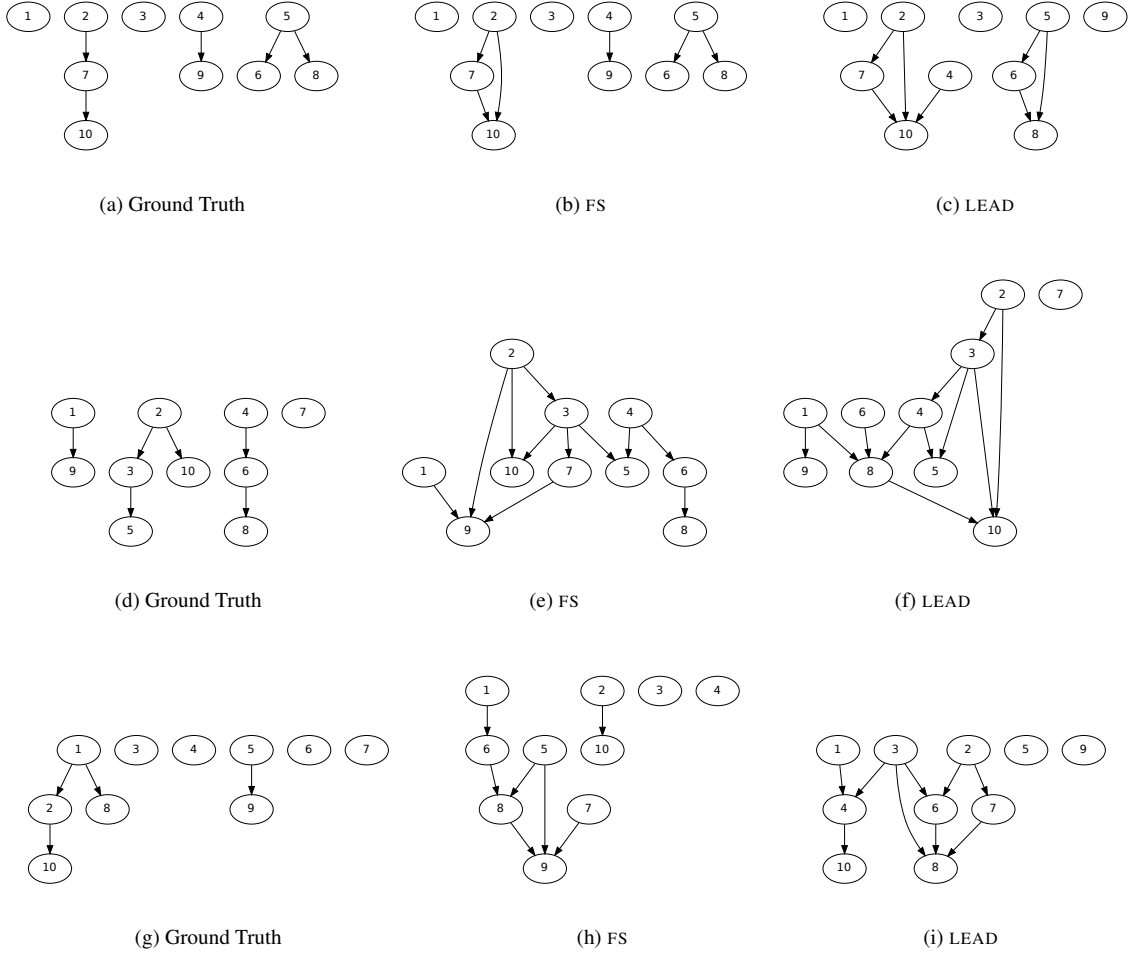 1 2 3 4 5 1 2 3 4 5 1 2 3 5 9
7 9 6 8 7 9 6 8 7 4 6
10 10 10 8
(a) Ground Truth (b) FS (c) LEAD
2 7
2 3
1 2 4 7 3 4 1 6 4
9 3 10 6 1 10 7 5 6 9 8 5
5 8 9 8 10
(d) Ground Truth (e) FS (f) LEAD
1 2 3 4
1 3 4 5 6 7 6 5 10 1 3 2 5 9
2 8 9 8 7 4 6 7
10 9 10 8
(g) Ground Truth (h) FS (i) LEAD